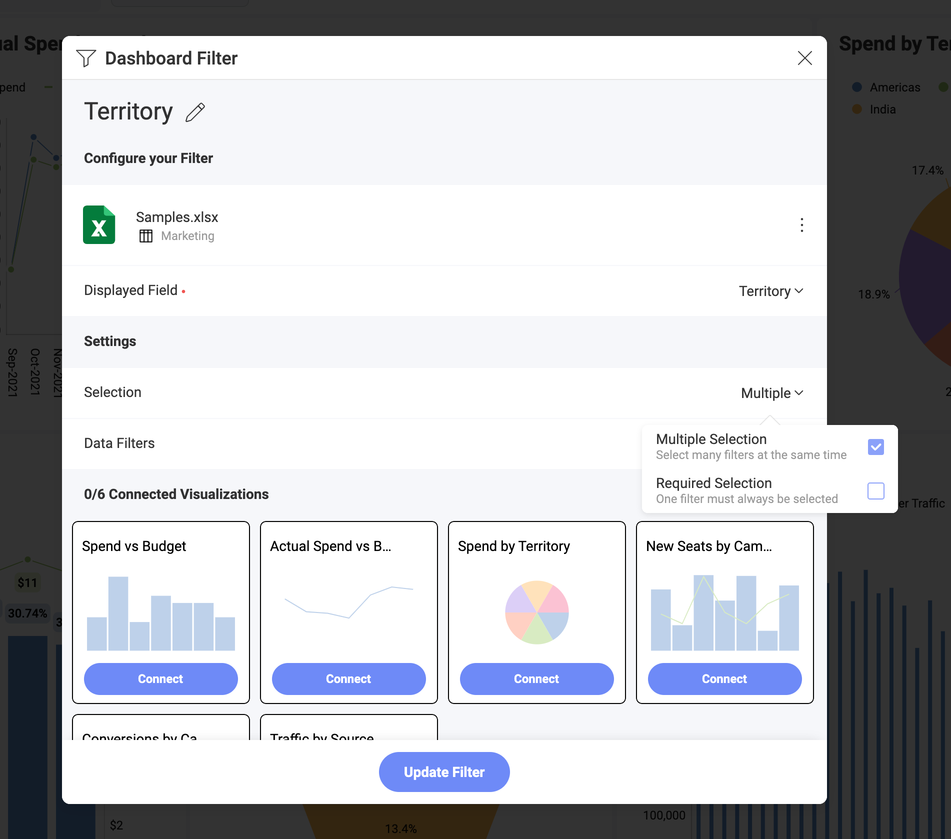 Dashboard Filter
ual Spe
Spend by Te
pend
Americas
India
Territory
Configure your Filter
17.4%
Samples.xlsx
Marketing
Displayed Field
Territory
18.9%
Sep-2021
Oct-2021
Nov-2021
Settings
Selection
Multiple
Multiple Selection
Select many filters at the same time
Data Filters
Required Selection
One filter must always be selected
0/6 Connected Visualizations
er Traffic
Spend vs Budget
Actual Spend vs B...
Spend by Territory
New Seats by Cam...
$11
30.74%
Connect
Connect
Connect
Connect
Conversions by Ca
Traffic by Source
Update Filter
$2
13.4%
100,000